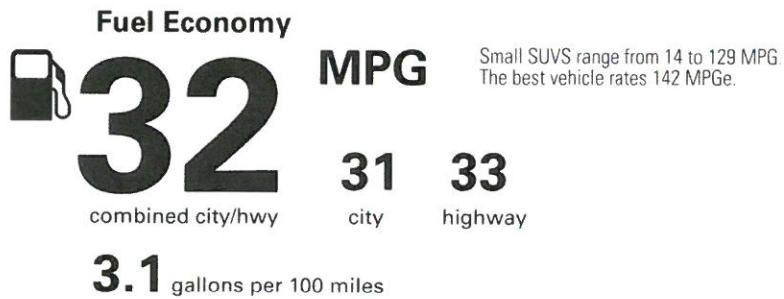 Fuel Economy
32 MPG
Small SUVS range from 14 to 129 MPG.
The best vehicle rates 142 MPGe.
combined city/hwy
31
city
33
highway
3.1 gallons per 100 miles